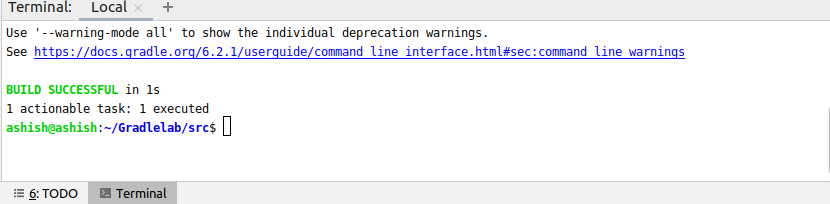 Terminal: Local × +
Use '--warning-mode all' to show the individual deprecation warnings.
See https://docs.gradle.org/6.2.1/userguide/command_line_interface.html#sec:command_line_warnings
BUILD SUCCESSFUL in 1s
1 actionable task: 1 executed
ashish@ashish:~/Gradlelab/src$
6: TODO Terminal